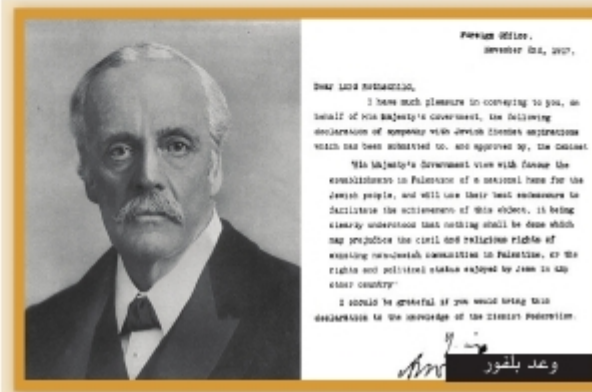 Foreign Office,
November 2nd, 1917.
Dear Lord Rothschild,
I have much pleasure in conveying to you, on
behalf of His Majesty's Government, the following
declaration of sympathy with Jewish Zionist aspirations
which has been submitted to, and approved by, the Cabinet
"His Majesty's Government view with favour the
establishment in Palestine of a national home for the
Jewish people, and will use their best endeavours to
facilitate the achievement of this object, it being
clearly understood that nothing shall be done which
may prejudice the civil and religious rights of
existing non-Jewish communities in Palestine, or the
rights and political status enjoyed by Jews in any
other country"
I should be grateful if you would bring this
declaration to the knowledge of the Zionist Federation.
وعد بلفور